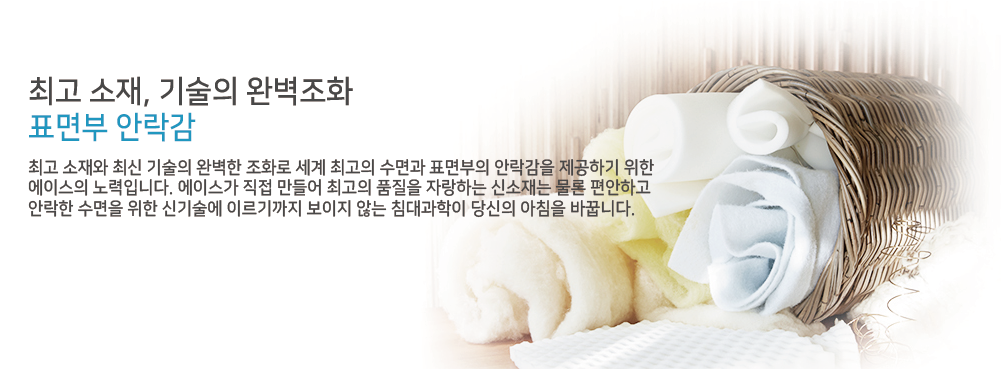 최고 소재, 기술의 완벽조화
표면부 안락감
최고 소재와 최신 기술의 완벽한 조화로 세계 최고의 수면과 표면부의 안락감을 제공하기 위한
에이스의 노력입니다. 에이스가 직접 만들어 최고의 품질을 자랑하는 신소재는 물론 편안하고
안락한 수면을 위한 신기술에 이르기까지 보이지 않는 침대과학이 당신의 아침을 바꿉니다.